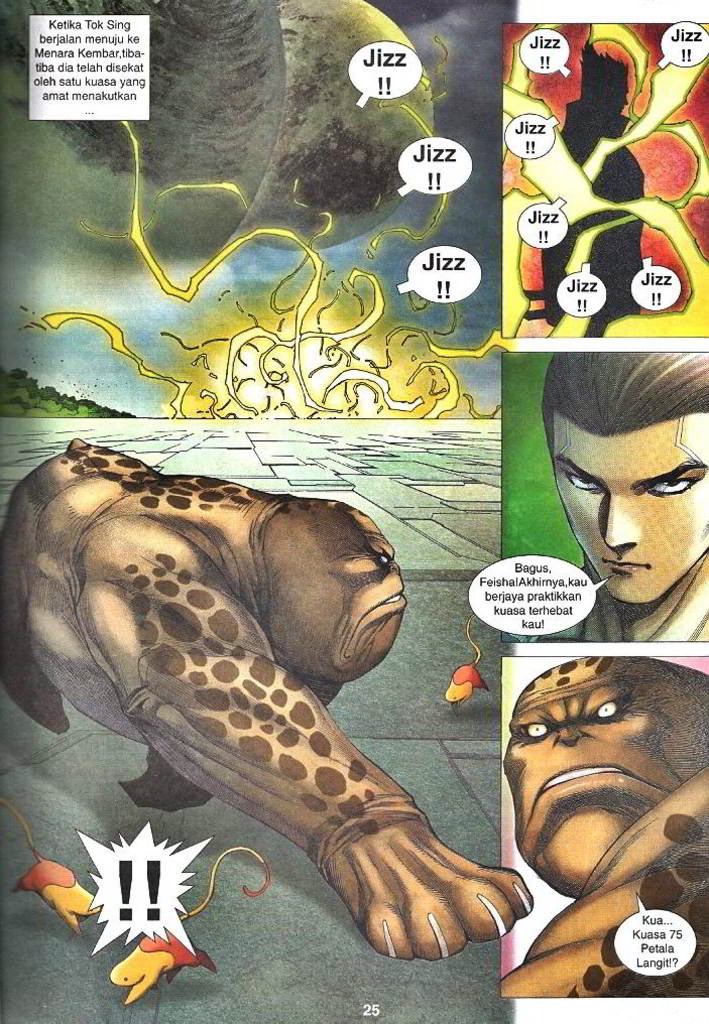 Ketika Tok Sing
berjalan menuju ke
Menara Kembar,tiba-
tiba dia telah disekat
oleh satu kuasa yang
amat menakutkan
...
Jizz
!!
Jizz
!!
Jizz
!!
Jizz
!!
Jizz
!!
Jizz
!!
Jizz
!!
Jizz
!!
Jizz
!!
Bagus,
Feisha!Akhirnya,kau
berjaya praktikkan
kuasa terhebat
kau!
!!
Kua...
Kuasa 75
Petala
Langit!?
25